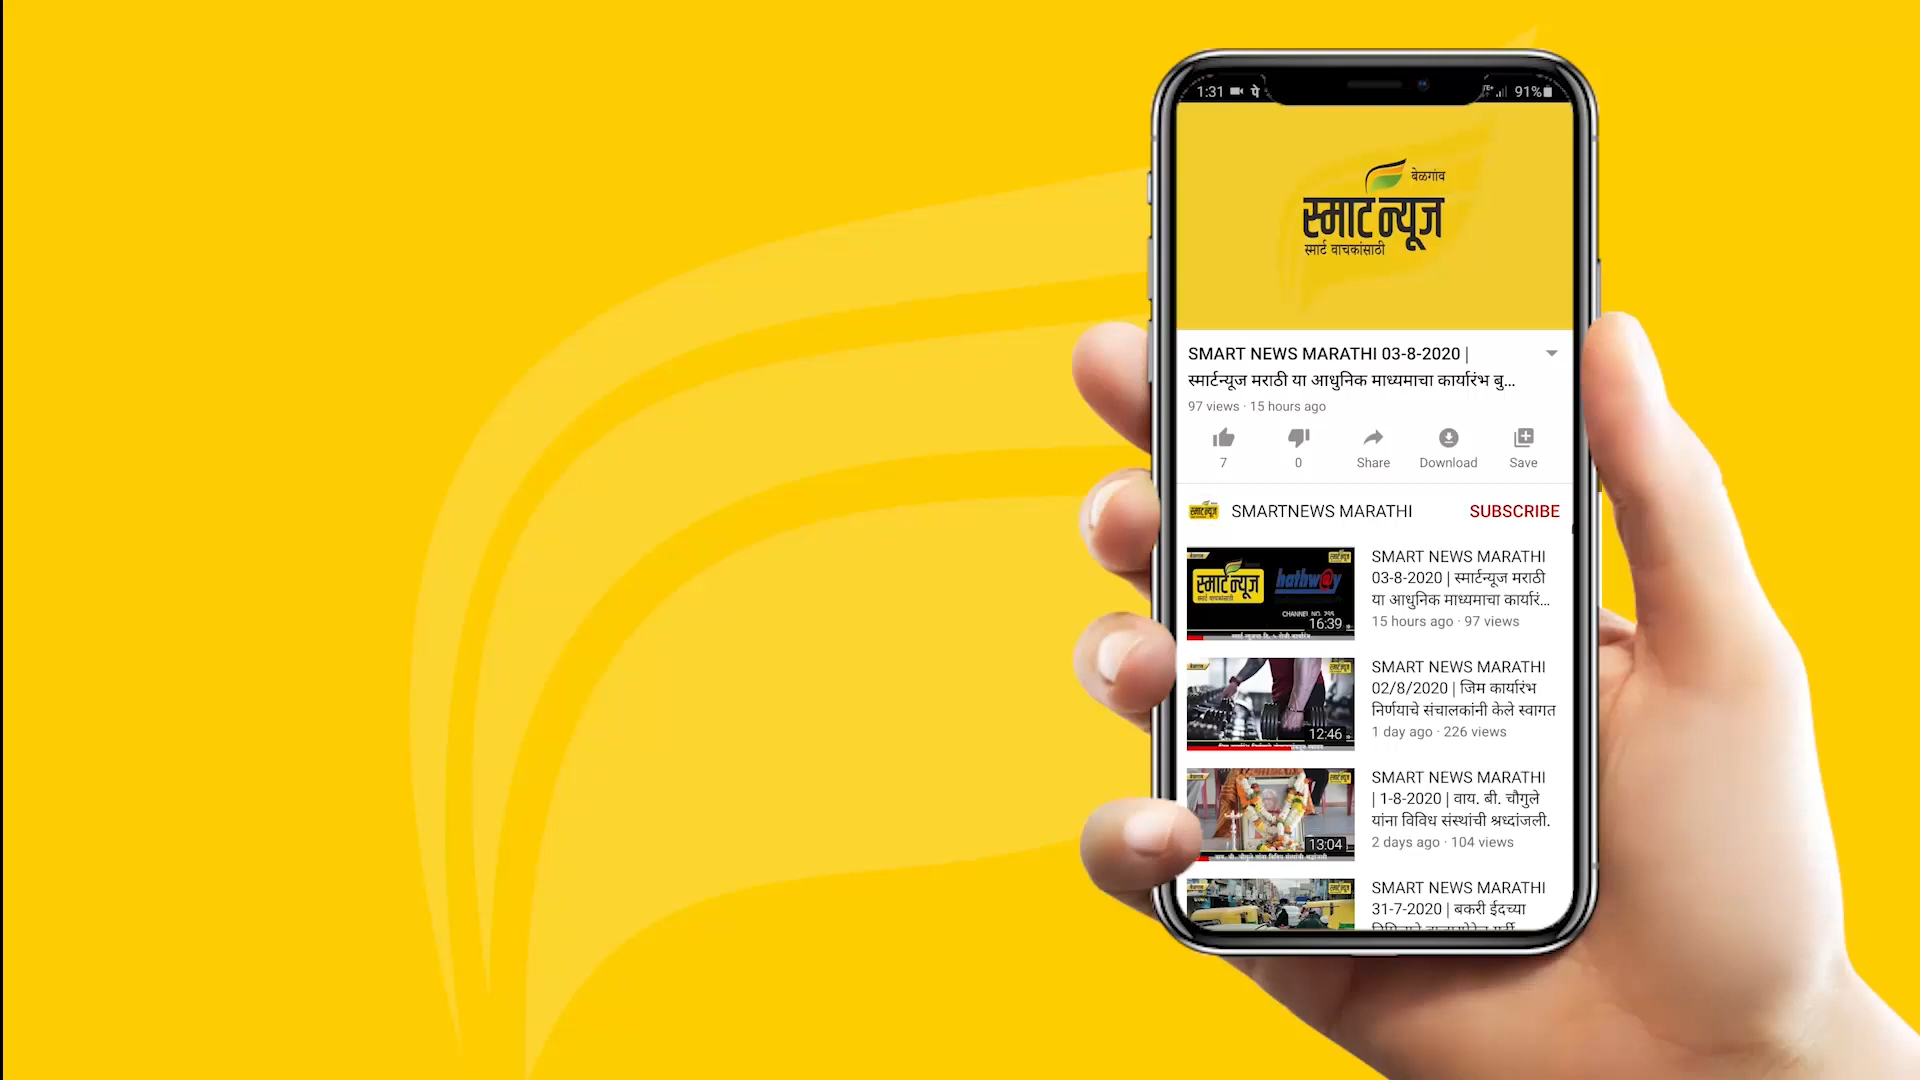 1:31 पे
91%
बेळगांव
स्मार्ट न्यूज
स्मार्ट वाचकांसाठी
SMART NEWS MARATHI 03-8-2020 |
स्मार्टन्यूज मराठी या आधुनिक माध्यमाचा कार्यारंभ बु...
97 views · 15 hours ago
7
0
Share
Download
Save
स्मार्ट न्यूज
SMARTNEWS MARATHI
SUBSCRIBE
स्मार्ट न्यूज
स्मार्ट वाचकांसाठी
hathway
CHANNEL NO. 295
16:39
SMART NEWS MARATHI
03-8-2020 | स्मार्टन्यूज मराठी
या आधुनिक माध्यमाचा कार्यारं...
15 hours ago · 97 views
12:46
SMART NEWS MARATHI
02/8/2020 | जिम कार्यारंभ
निर्णयाचे संचालकांनी केले स्वागत
1 day ago · 226 views
13:04
SMART NEWS MARATHI
| 1-8-2020 | वाय. बी. चौगुले
यांना विविध संस्थांची श्रध्दांजली.
2 days ago · 104 views
SMART NEWS MARATHI
31-7-2020 | बकरी ईदच्या